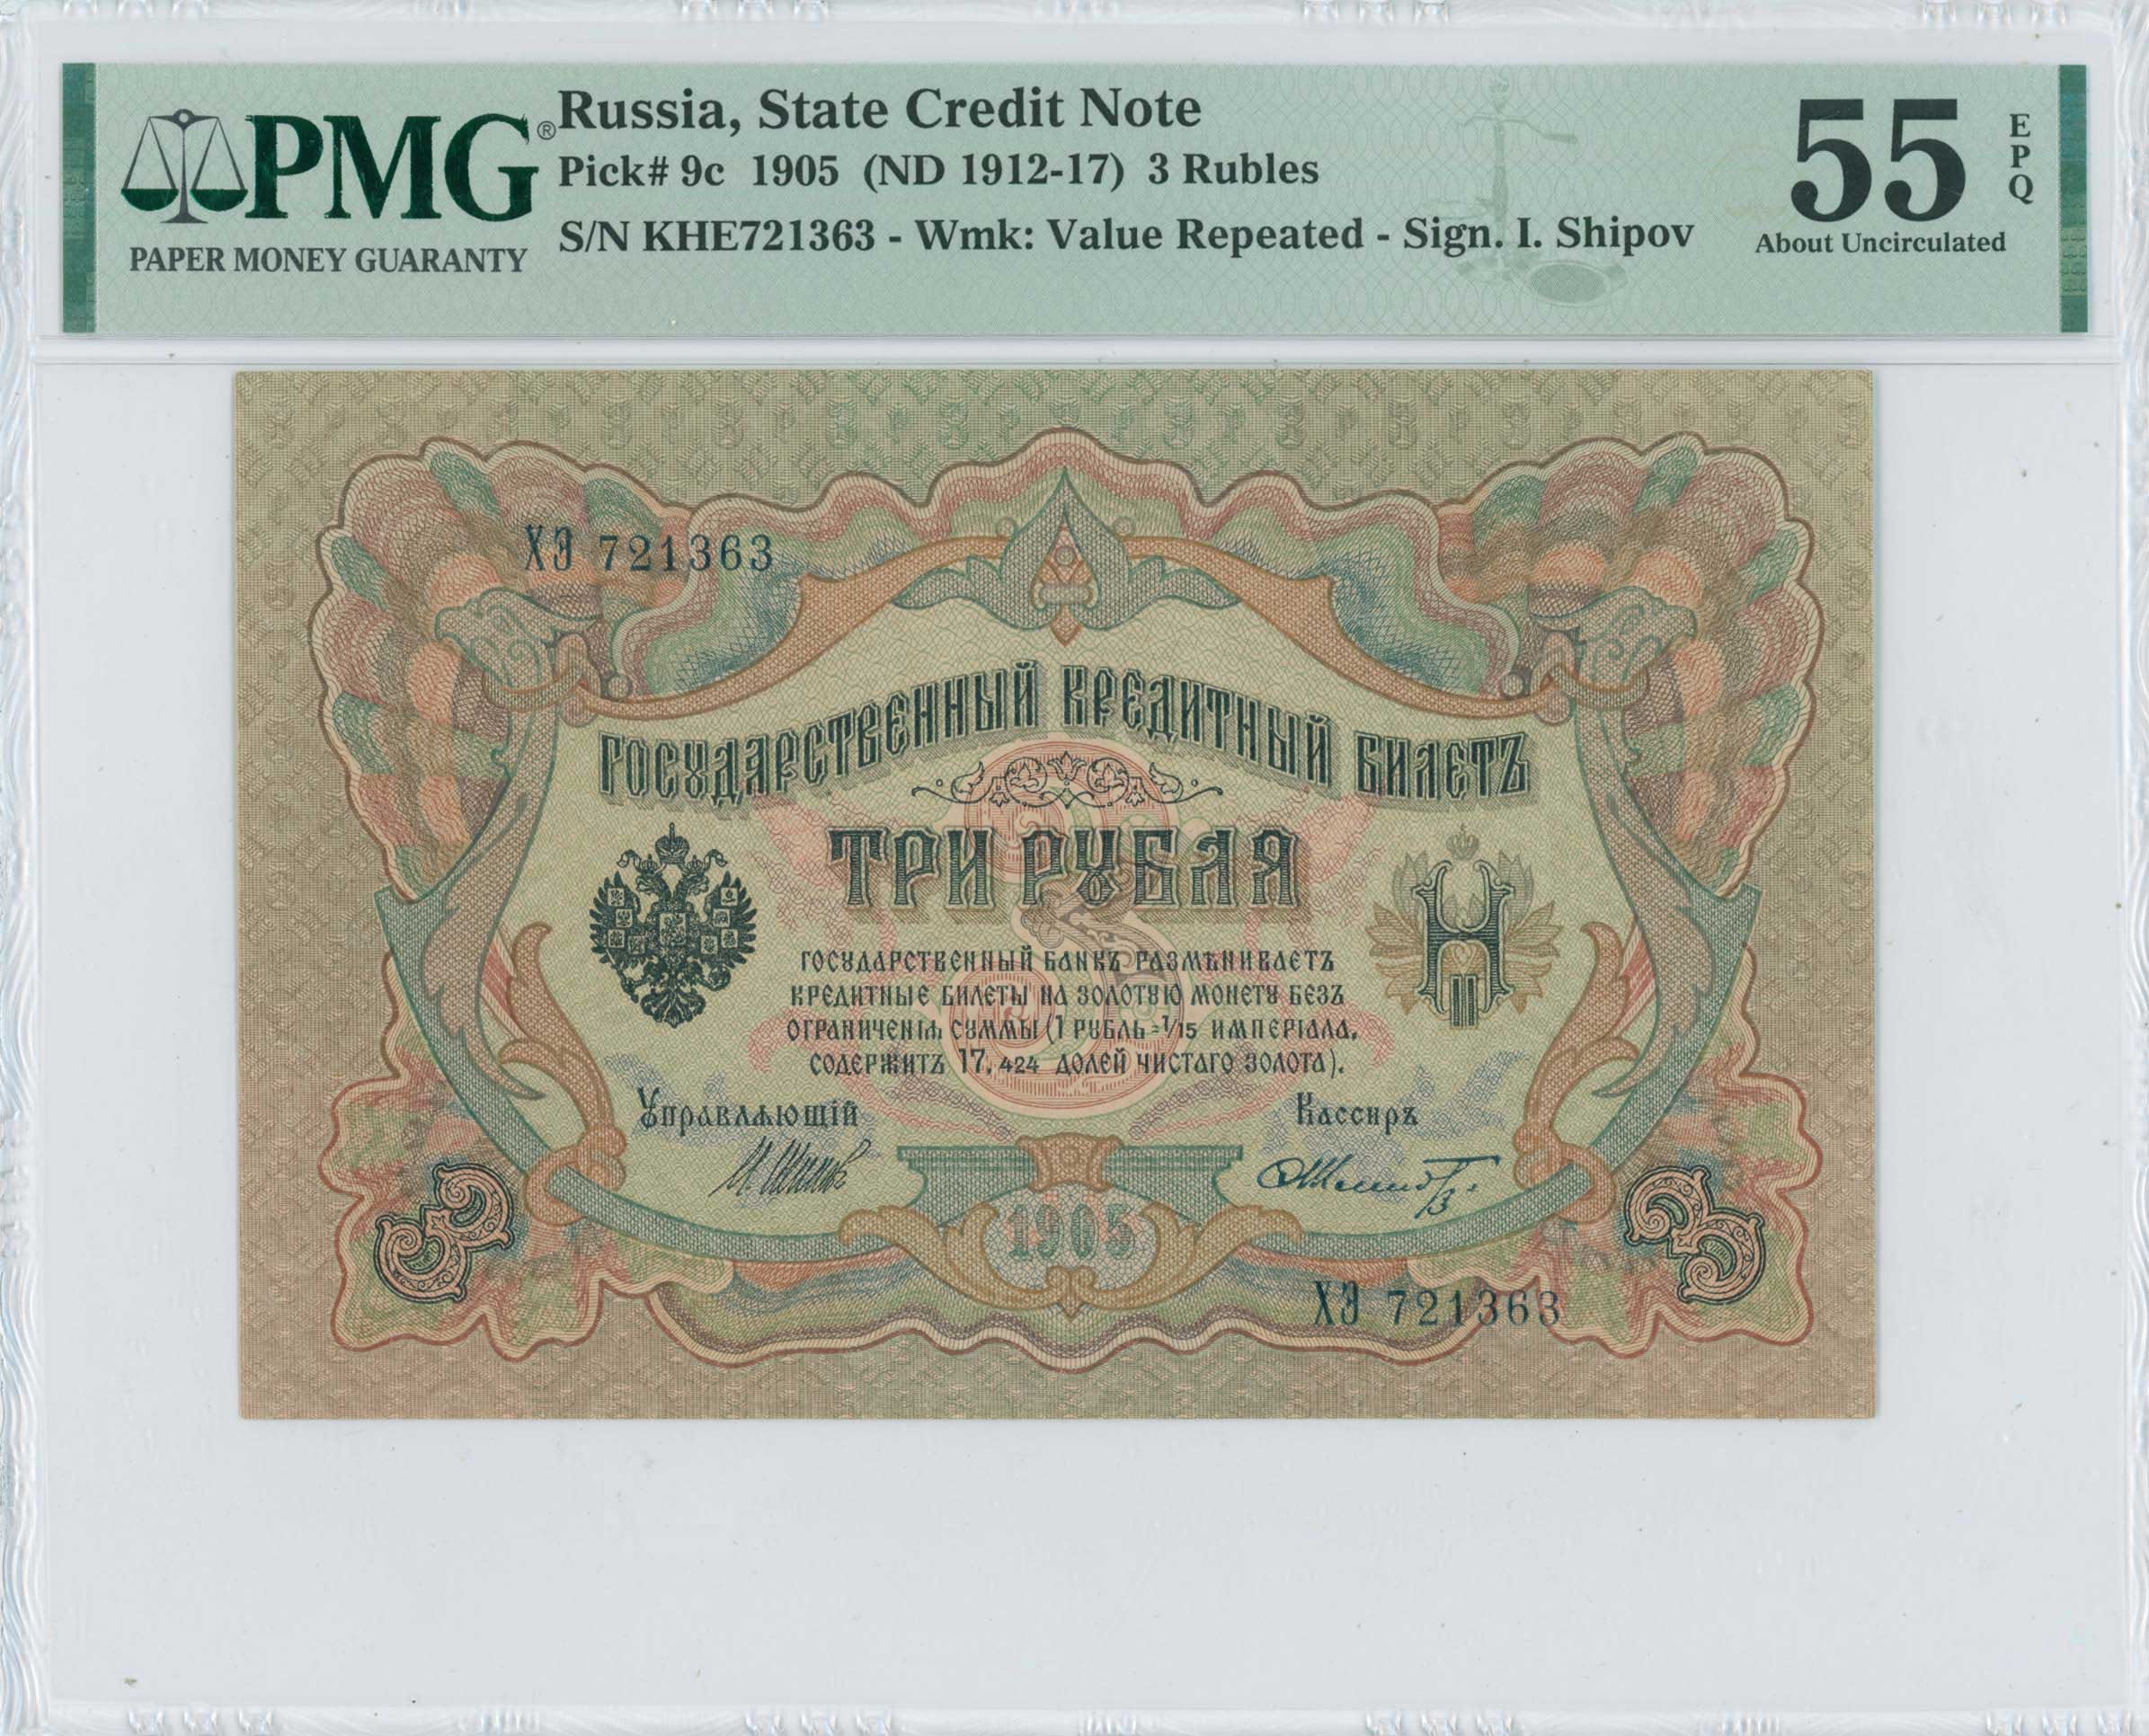 PMG®
PAPER MONEY GUARANTY
Russia, State Credit Note
Pick# 9c 1905 (ND 1912-17) 3 Rubles
S/N KHE721363 - Wmk: Value Repeated - Sign. I. Shipov
55
EPQ
About Uncirculated
ХЭ 721363
ГОСУДАРСТВЕННЫЙ КРЕДИТНЫЙ БИЛЕТЪ
ТРИ РУБЛЯ
ГОСУДАРСТВЕННЫЙ БАНКЪ РАЗМѢНИВАЕТЪ
КРЕДИТНЫЕ БИЛЕТЫ НА ЗОЛОТУЮ МОНЕТУ БЕЗЪ
ОГРАНИЧЕНІЯ СУММЫ (1 РУБЛЬ = 1/15 ИМПЕРІАЛА,
СОДЕРЖИТЪ 17,424 ДОЛЕЙ ЧИСТАГО ЗОЛОТА).
Управляющій
Кассиръ
И. Шипов
3
1905
3
ХЭ 721363